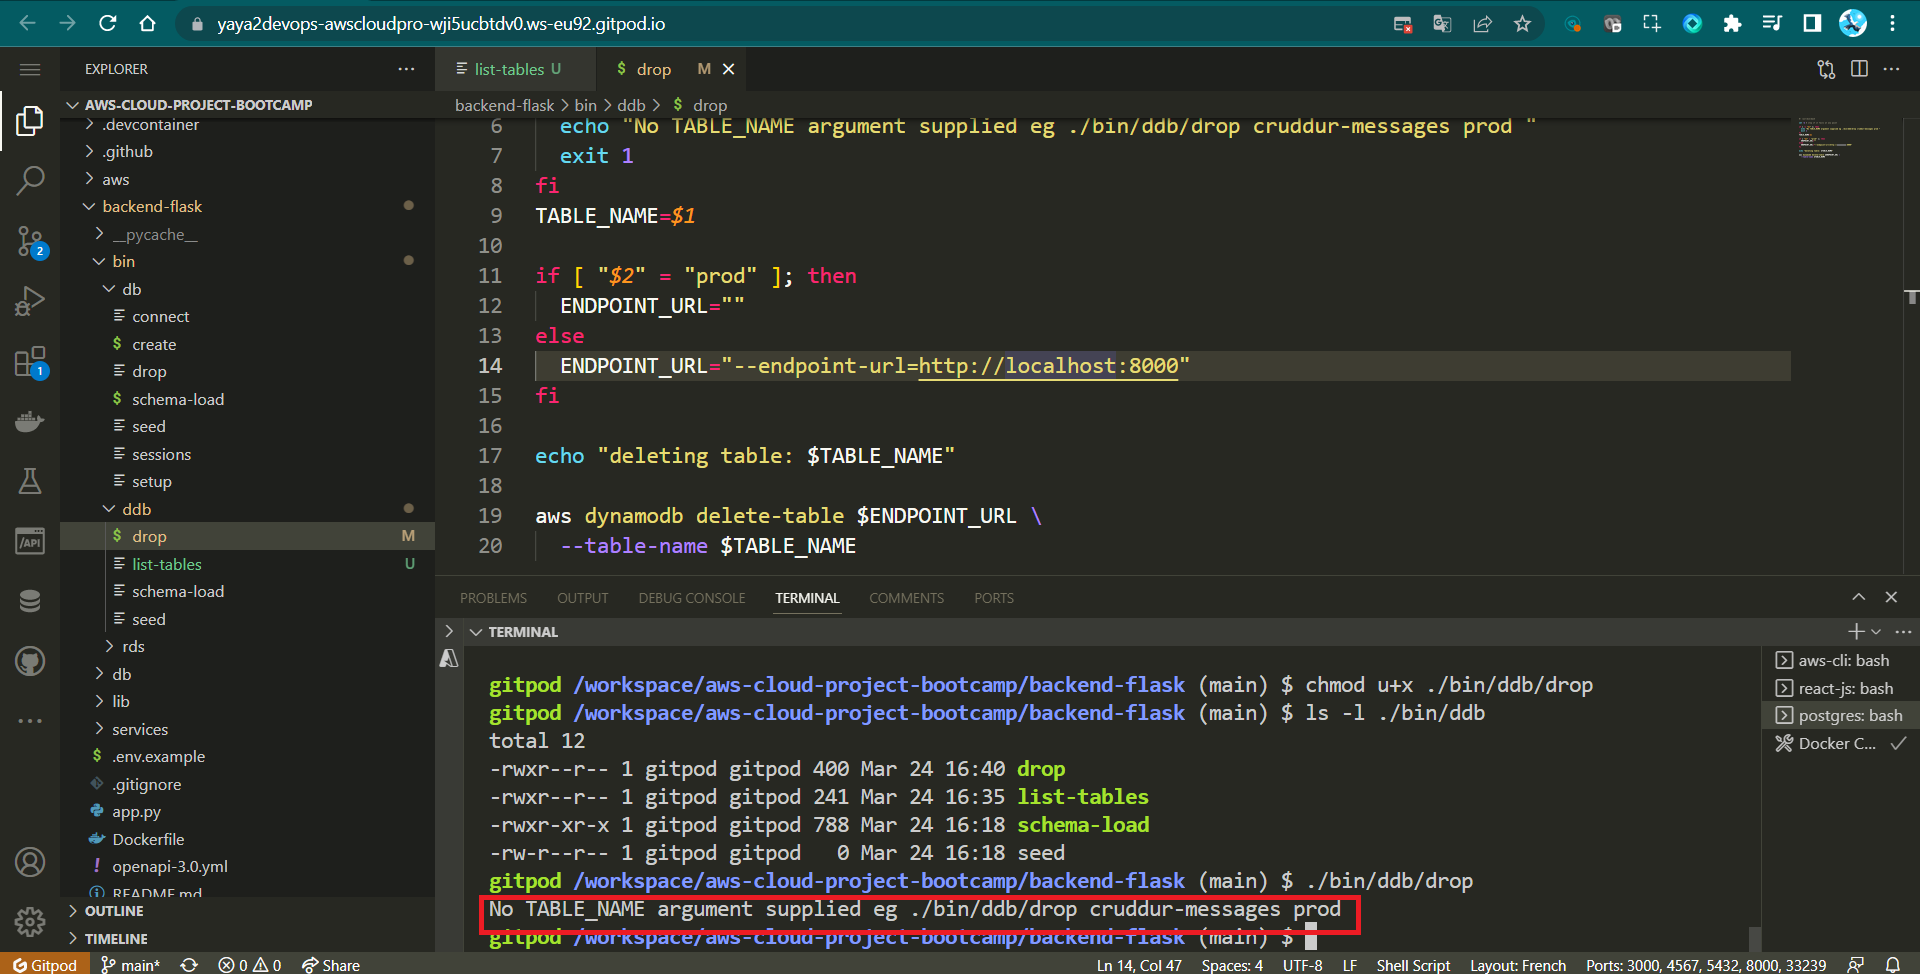 yaya2devops-awscloudpro-wji5ucbtdv0.ws-eu92.gitpod.io
EXPLORER
AWS-CLOUD-PROJECT-BOOTCAMP
.devcontainer
.github
aws
backend-flask
__pycache__
bin
db
connect
create
drop
schema-load
seed
sessions
setup
ddb
drop M
list-tables U
schema-load
seed
rds
db
lib
services
.env.example
.gitignore
app.py
Dockerfile
openapi-3.0.yml
README.md
OUTLINE
TIMELINE
2
1
/API
list-tables U
$ drop M
backend-flask > bin > ddb > $ drop
6 echo "No TABLE_NAME argument supplied eg ./bin/ddb/drop cruddur-messages prod "
7 exit 1
8 fi
9 TABLE_NAME=$1
10
11 if [ "$2" = "prod" ]; then
12 ENDPOINT_URL=""
13 else
14 ENDPOINT_URL="--endpoint-url=http://localhost:8000"
15 fi
16
17 echo "deleting table: $TABLE_NAME"
18
19 aws dynamodb delete-table $ENDPOINT_URL \
20 --table-name $TABLE_NAME
PROBLEMS OUTPUT DEBUG CONSOLE TERMINAL COMMENTS PORTS
TERMINAL
gitpod /workspace/aws-cloud-project-bootcamp/backend-flask (main) $ chmod u+x ./bin/ddb/drop
gitpod /workspace/aws-cloud-project-bootcamp/backend-flask (main) $ ls -l ./bin/ddb
total 12
-rwxr--r-- 1 gitpod gitpod 400 Mar 24 16:40 drop
-rwxr--r-- 1 gitpod gitpod 241 Mar 24 16:35 list-tables
-rwxr-xr-x 1 gitpod gitpod 788 Mar 24 16:18 schema-load
-rw-r--r-- 1 gitpod gitpod 0 Mar 24 16:18 seed
gitpod /workspace/aws-cloud-project-bootcamp/backend-flask (main) $ ./bin/ddb/drop
No TABLE_NAME argument supplied eg ./bin/ddb/drop cruddur-messages prod
gitpod /workspace/aws-cloud-project-bootcamp/backend-flask (main) $
aws-cli: bash
react-js: bash
postgres: bash
Docker C...
Gitpod main* 0 0 Share Ln 14, Col 47 Spaces: 4 UTF-8 LF Shell Script Layout: French Ports: 3000, 4567, 5432, 8000, 33239